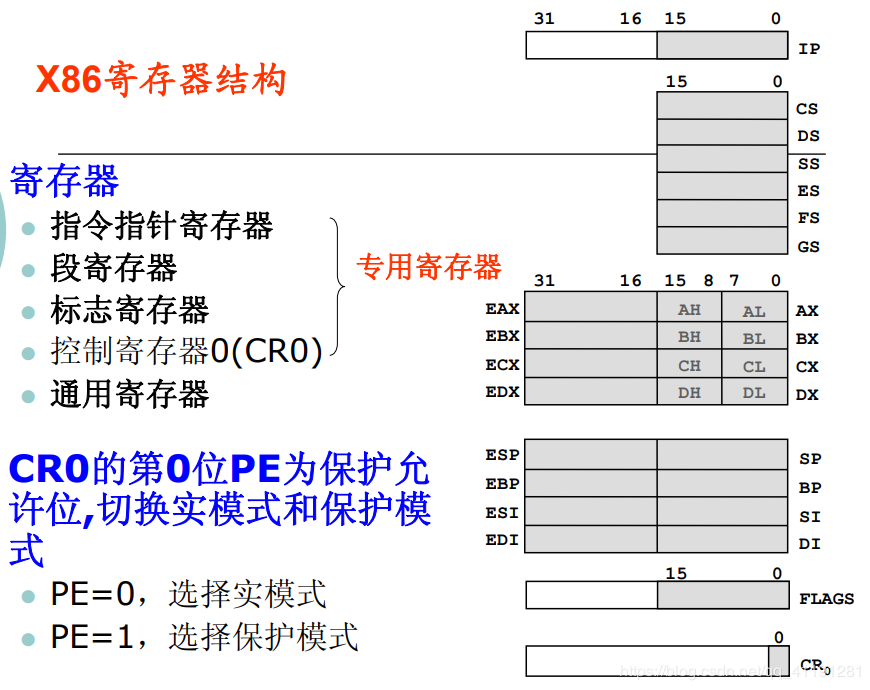 X86寄存器结构
寄存器
指令指针寄存器
段寄存器
标志寄存器
控制寄存器0(CR0)
通用寄存器
专用寄存器
CR0的第0位PE为保护允
许位,切换实模式和保护模
式
PE=0，选择实模式
PE=1，选择保护模式
31 16 15 0
IP
15 0
CS
DS
SS
ES
FS
GS
31 16 15 8 7 0
EAX AH AL AX
EBX BH BL BX
ECX CH CL CX
EDX DH DL DX
ESP SP
EBP BP
ESI SI
EDI DI
15 0
FLAGS
0
CR0